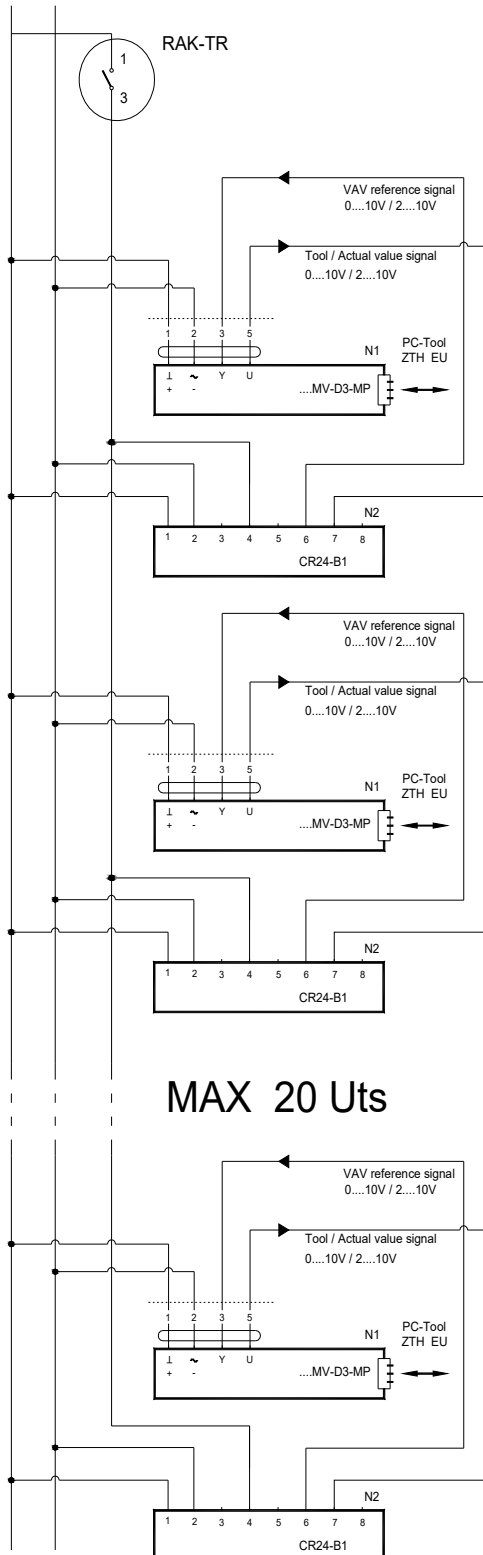 RAK-TR
1
3
VAV reference signal
0....10V / 2....10V
Tool / Actual value signal
0....10V / 2....10V
1 2 3 5
N1
PC-Tool
ZTH EU
⊥ ~ Y U
+ -
....MV-D3-MP
N2
1 2 3 4 5 6 7 8
CR24-B1
VAV reference signal
0....10V / 2....10V
Tool / Actual value signal
0....10V / 2....10V
1 2 3 5
N1
PC-Tool
ZTH EU
⊥ ~ Y U
+ -
....MV-D3-MP
N2
1 2 3 4 5 6 7 8
CR24-B1
MAX 20 Uts
VAV reference signal
0....10V / 2....10V
Tool / Actual value signal
0....10V / 2....10V
1 2 3 5
N1
PC-Tool
ZTH EU
⊥ ~ Y U
+ -
....MV-D3-MP
N2
1 2 3 4 5 6 7 8
CR24-B1